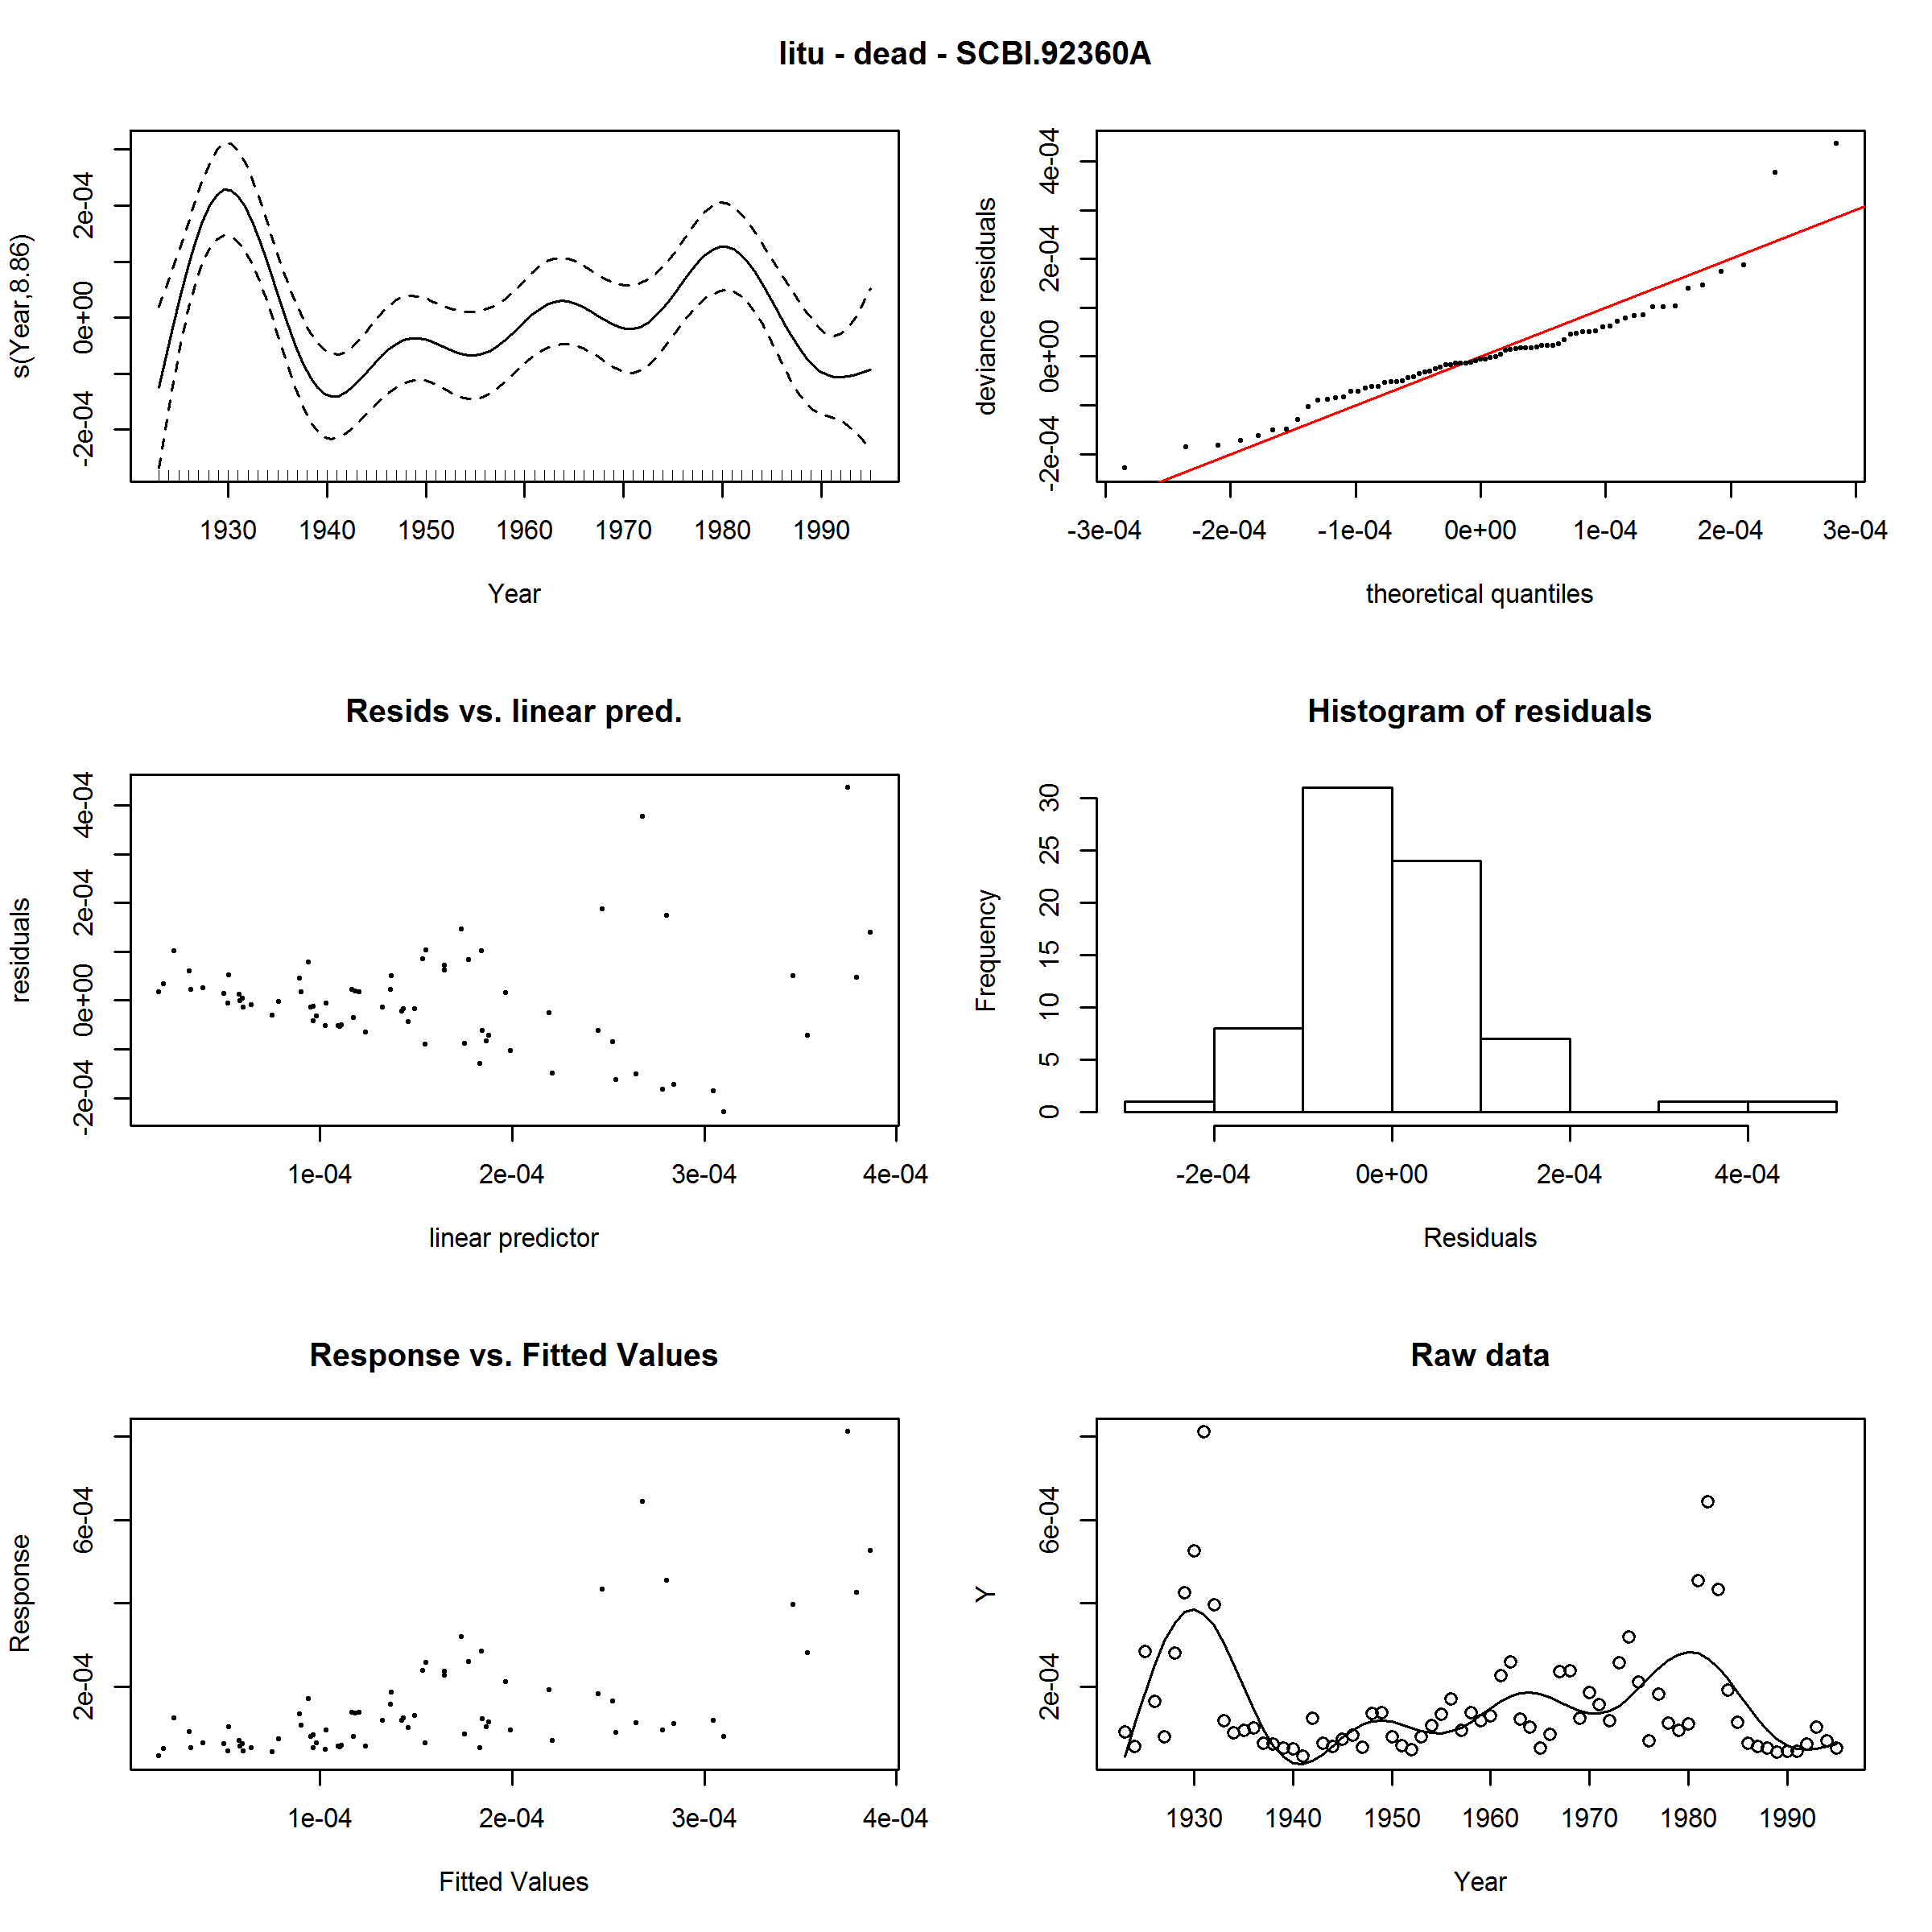 litu - dead - SCBI.92360A
s(Year,8.86)
-2e-04 0e+00 2e-04
1930 1940 1950 1960 1970 1980 1990
Year
deviance residuals
-2e-04 0e+00 2e-04 4e-04
-3e-04 -2e-04 -1e-04 0e+00 1e-04 2e-04 3e-04
theoretical quantiles
Resids vs. linear pred.
residuals
-2e-04 0e+00 2e-04 4e-04
1e-04 2e-04 3e-04 4e-04
linear predictor
Histogram of residuals
Frequency
0 5 10 15 20 25 30
-2e-04 0e+00 2e-04 4e-04
Residuals
Response vs. Fitted Values
Response
2e-04 6e-04
1e-04 2e-04 3e-04 4e-04
Fitted Values
Raw data
Y
2e-04 6e-04
1930 1940 1950 1960 1970 1980 1990
Year